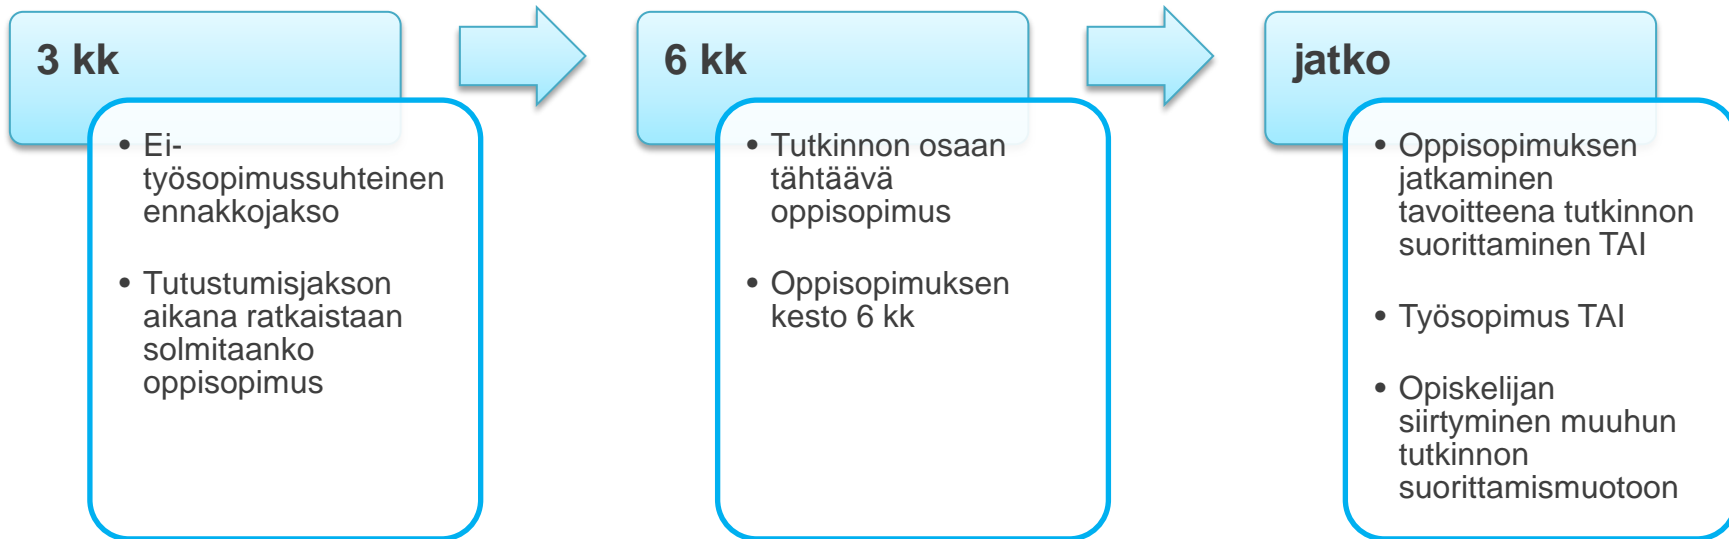 3 kk
• Ei-
työsopimussuhteinen
ennakkojakso
• Tutustumisjakson
aikana ratkaistaan
solmitaanko
oppisopimus
6 kk
• Tutkinnon osaan
tähtäävä
oppisopimus
• Oppisopimuksen
kesto 6 kk
jatko
• Oppisopimuksen
jatkaminen
tavoitteena tutkinnon
suorittaminen TAI
• Työsopimus TAI
• Opiskelijan
siirtyminen muuhun
tutkinnon
suorittamismuotoon